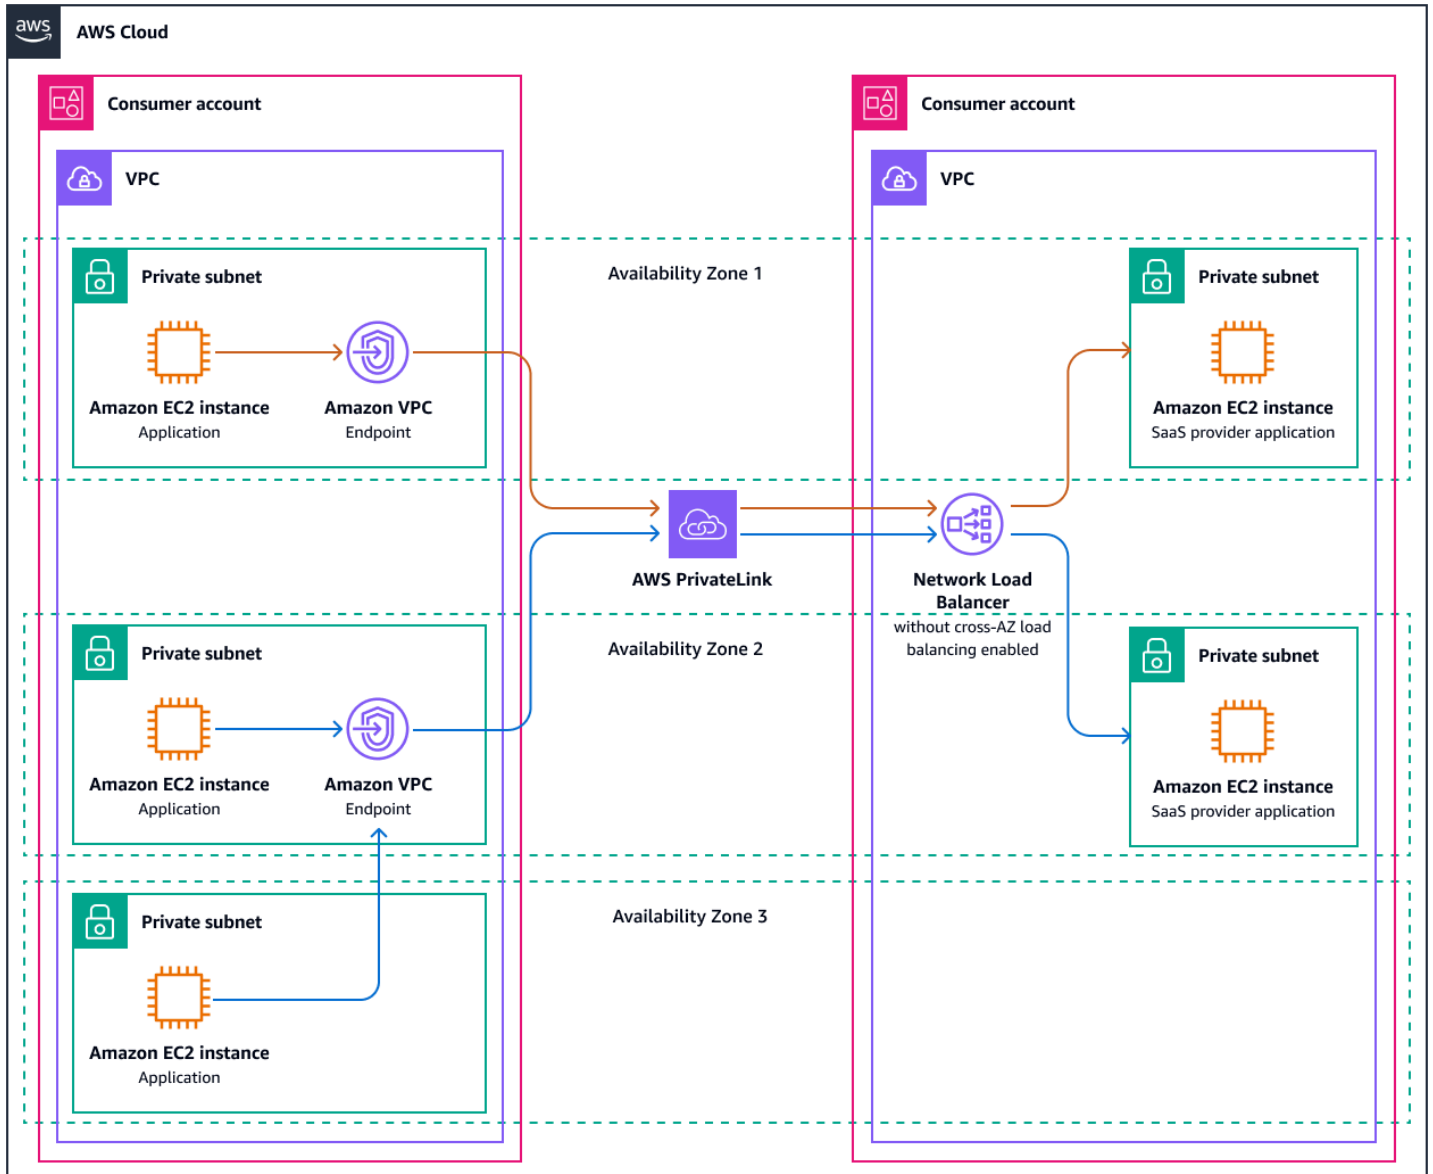 aws
AWS Cloud
Consumer account
VPC
Private subnet
Amazon EC2 instance
Application
Amazon VPC
Endpoint
Availability Zone 1
Consumer account
VPC
Private subnet
Amazon EC2 instance
SaaS provider application
AWS PrivateLink
Network Load
Balancer
without cross-AZ load
balancing enabled
Private subnet
Amazon EC2 instance
Application
Amazon VPC
Endpoint
Availability Zone 2
Private subnet
Amazon EC2 instance
SaaS provider application
Private subnet
Amazon EC2 instance
Application
Availability Zone 3